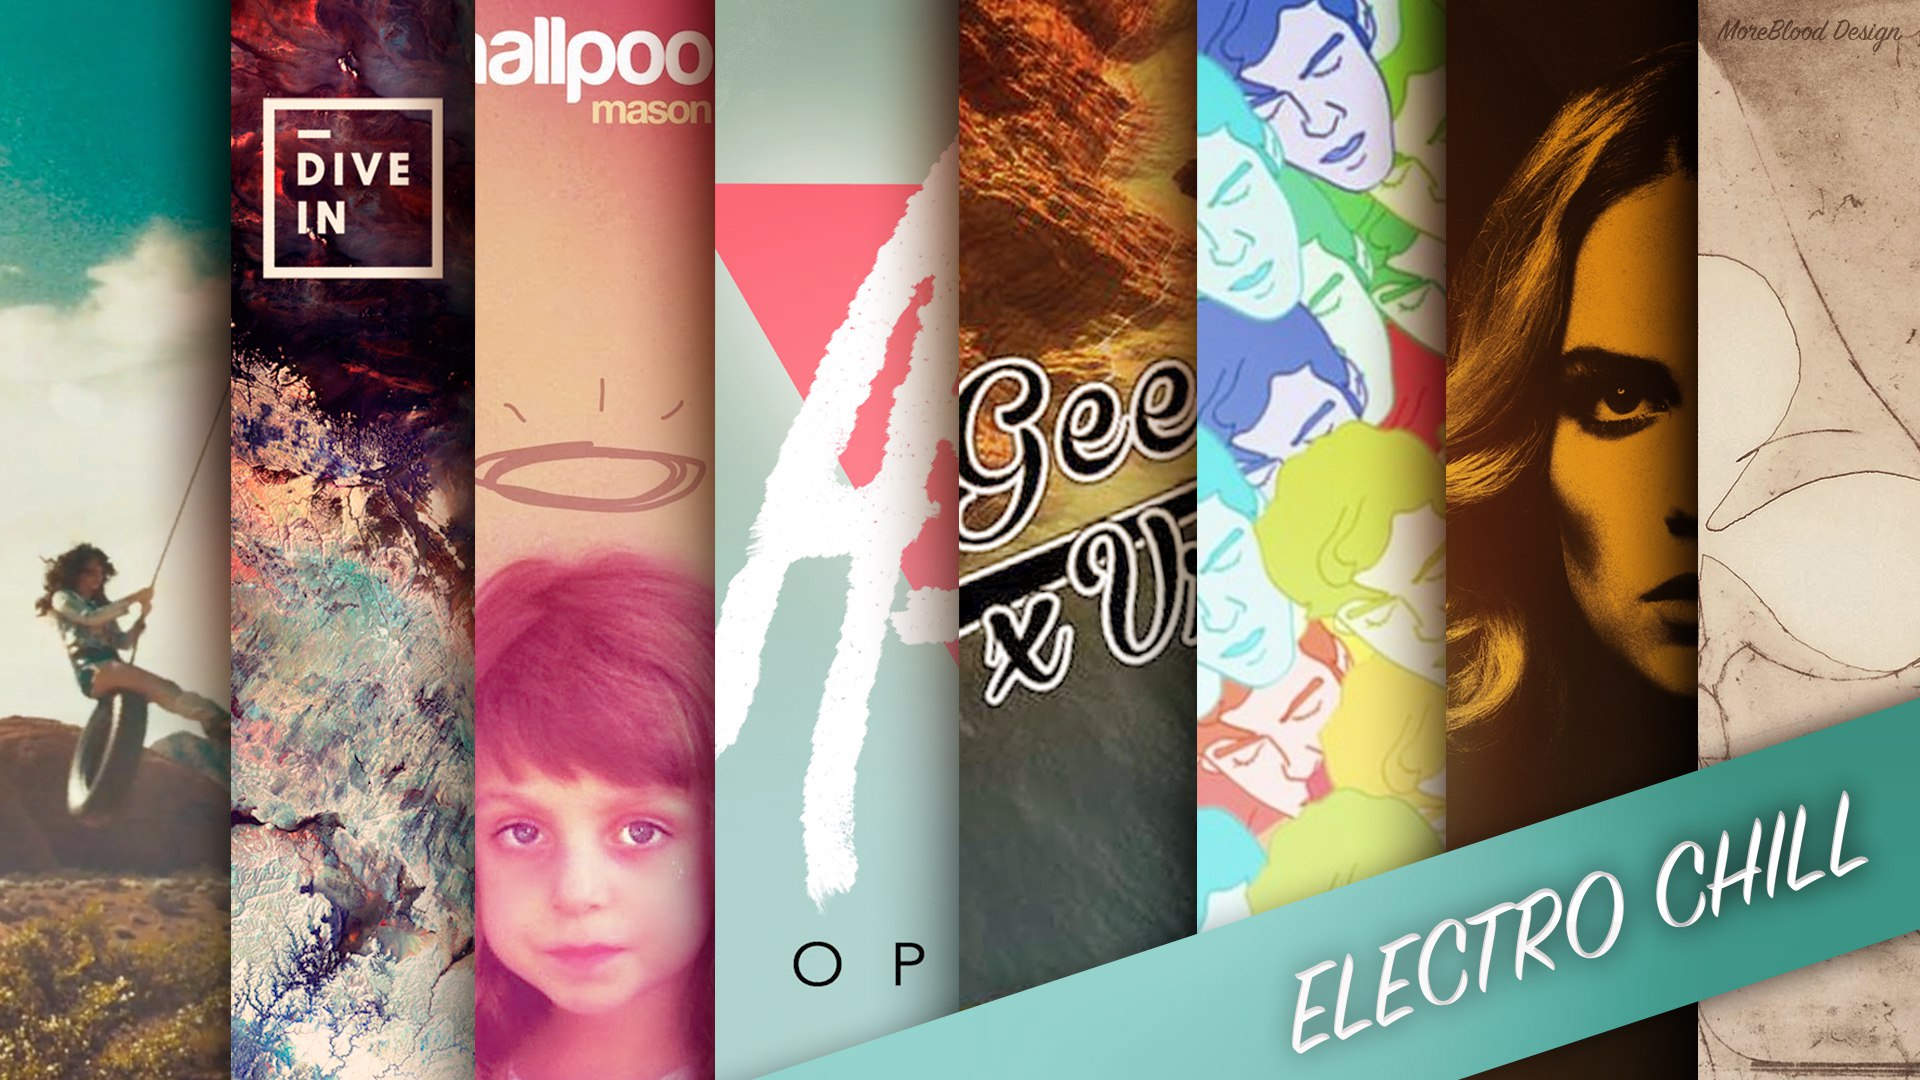 MoreBlood Design
DIVE
IN
allpoo
mason
O P
Gee
x V
ELECTRO CHILL